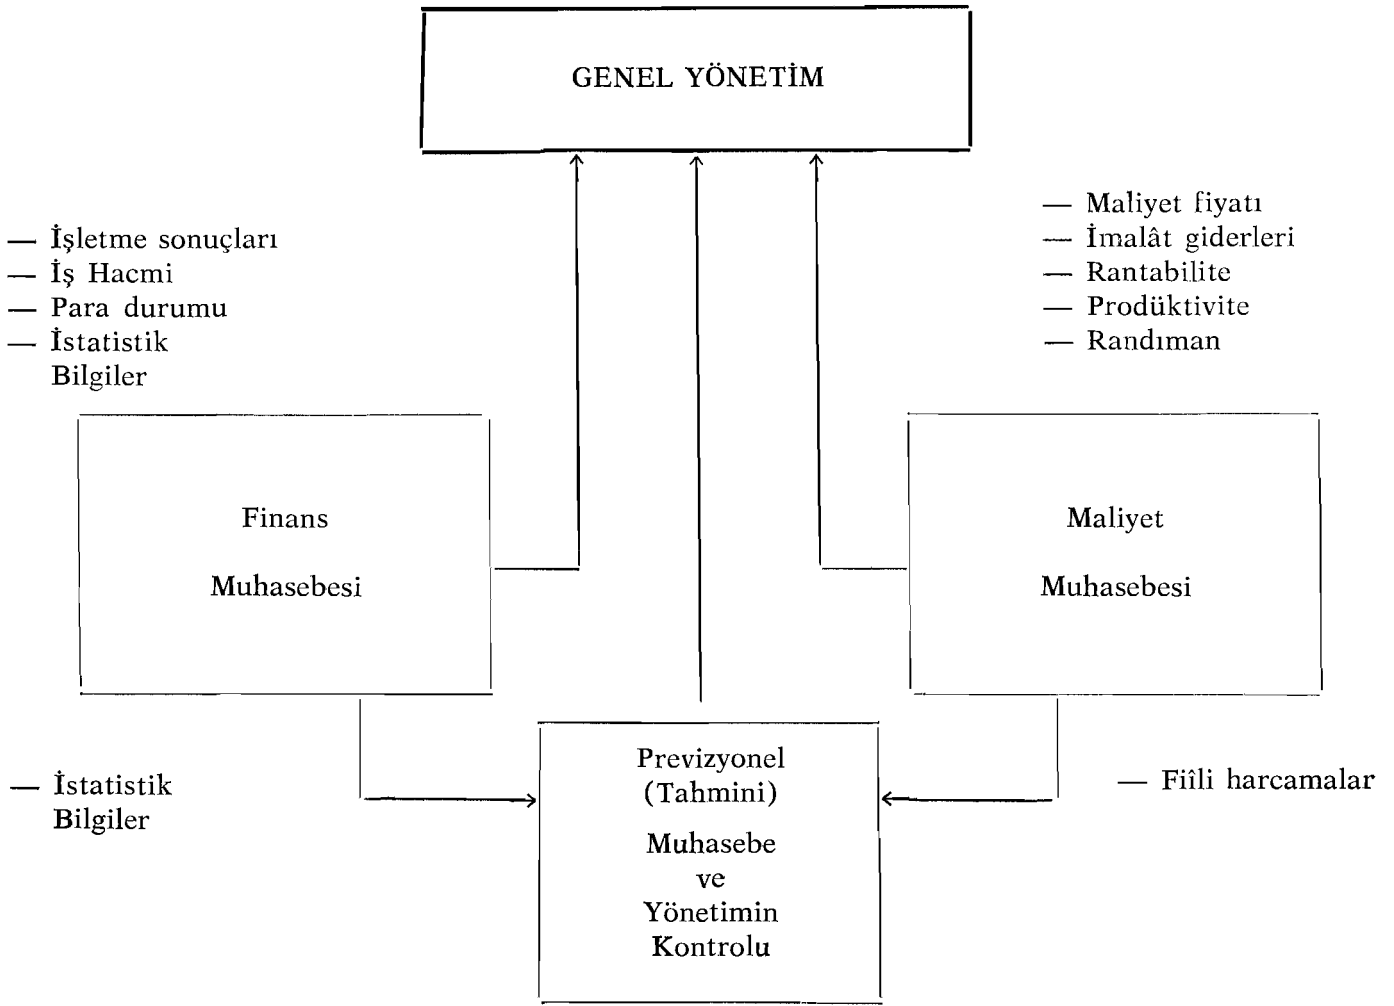 GENEL YÖNETİM
— İşletme sonuçları
— İş Hacmi
— Para durumu
— İstatistik
Bilgiler
— Maliyet fiyatı
— İmalât giderleri
— Rantabilite
— Prodüktivite
— Randıman
Finans
Muhasebesi
Maliyet
Muhasebesi
— İstatistik
Bilgiler
Previzyonel
(Tahmini)
Muhasebe
ve
Yönetimin
Kontrolu
— Fiîli harcamalar